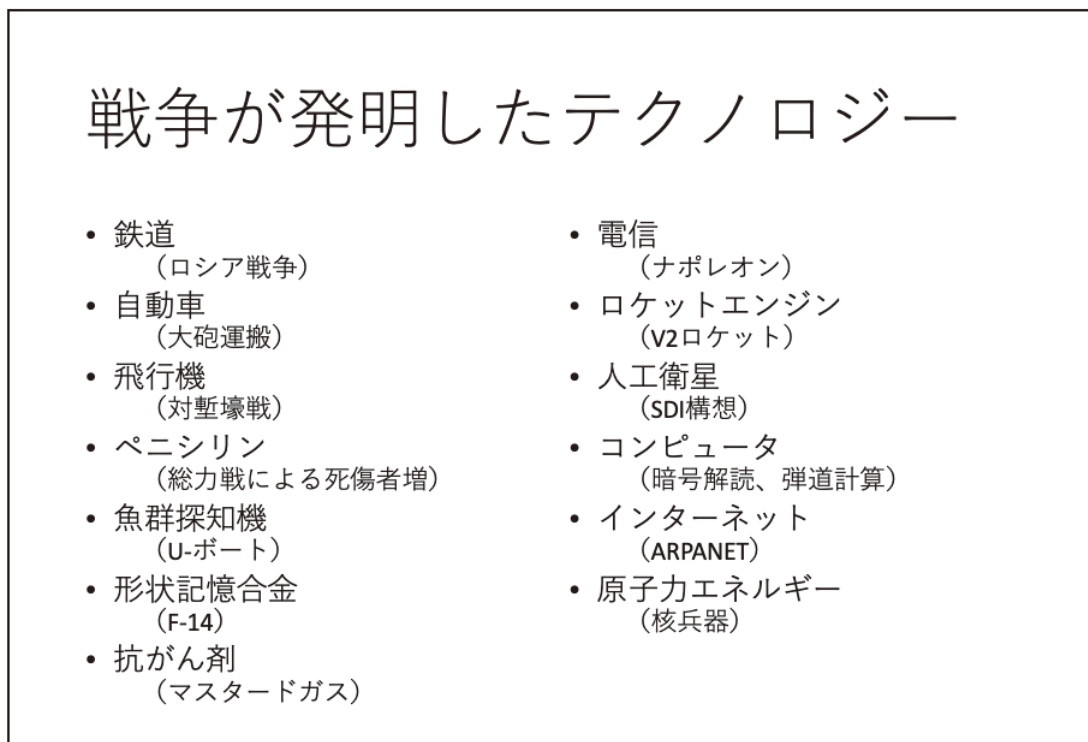 戦争が発明したテクノロジー
• 鉄道
（ロシア戦争）
• 自動車
（大砲運搬）
• 飛行機
（対塹壕戦）
• ペニシリン
（総力戦による死傷者増）
• 魚群探知機
（U-ボート）
• 形状記憶合金
（F-14）
• 抗がん剤
（マスタードガス）
• 電信
（ナポレオン）
• ロケットエンジン
（V2ロケット）
• 人工衛星
（SDI構想）
• コンピュータ
（暗号解読、弾道計算）
• インターネット
（ARPANET）
• 原子力エネルギー
（核兵器）